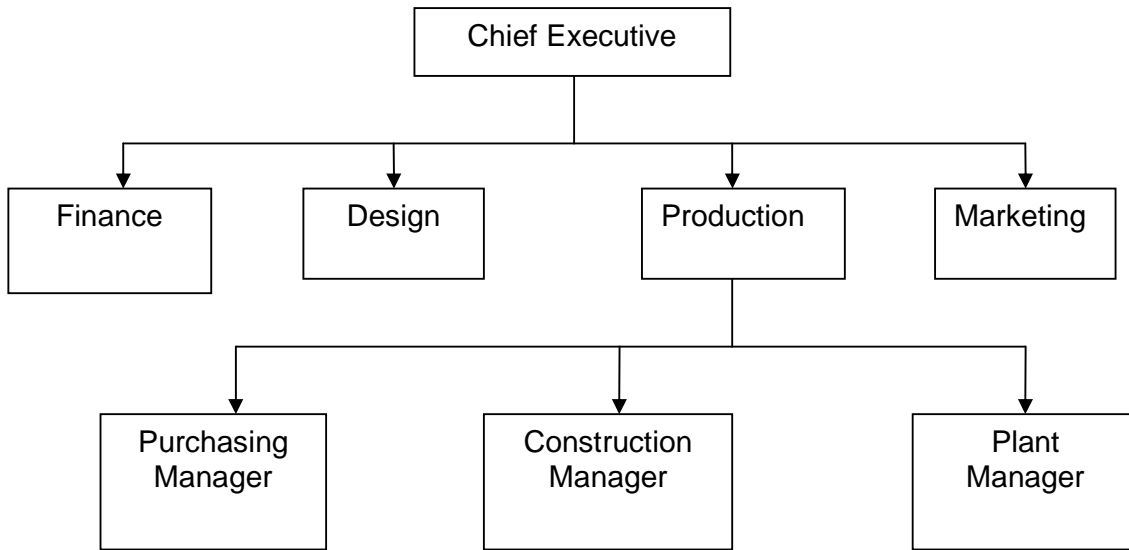 Chief Executive
Finance
Design
Production
Marketing
Purchasing
Manager
Construction
Manager
Plant
Manager